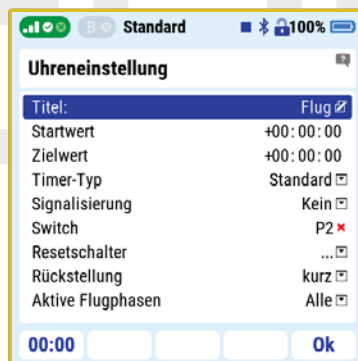 B Standard 100%
Uhreneinstellung
Titel: Flug
Startwert +00:00:00
Zielwert +00:00:00
Timer-Typ Standard
Signalisierung Kein
Switch P2
Resetschalter ...
Rückstellung kurz
Aktive Flugphasen Alle
00:00 Ok